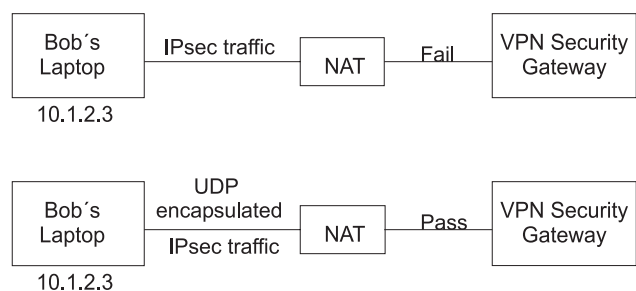 Bob´s
Laptop
IPsec traffic
NAT
Fail
VPN Security
Gateway
10.1.2.3
Bob´s
Laptop
UDP
encapsulated
IPsec traffic
NAT
Pass
VPN Security
Gateway
10.1.2.3